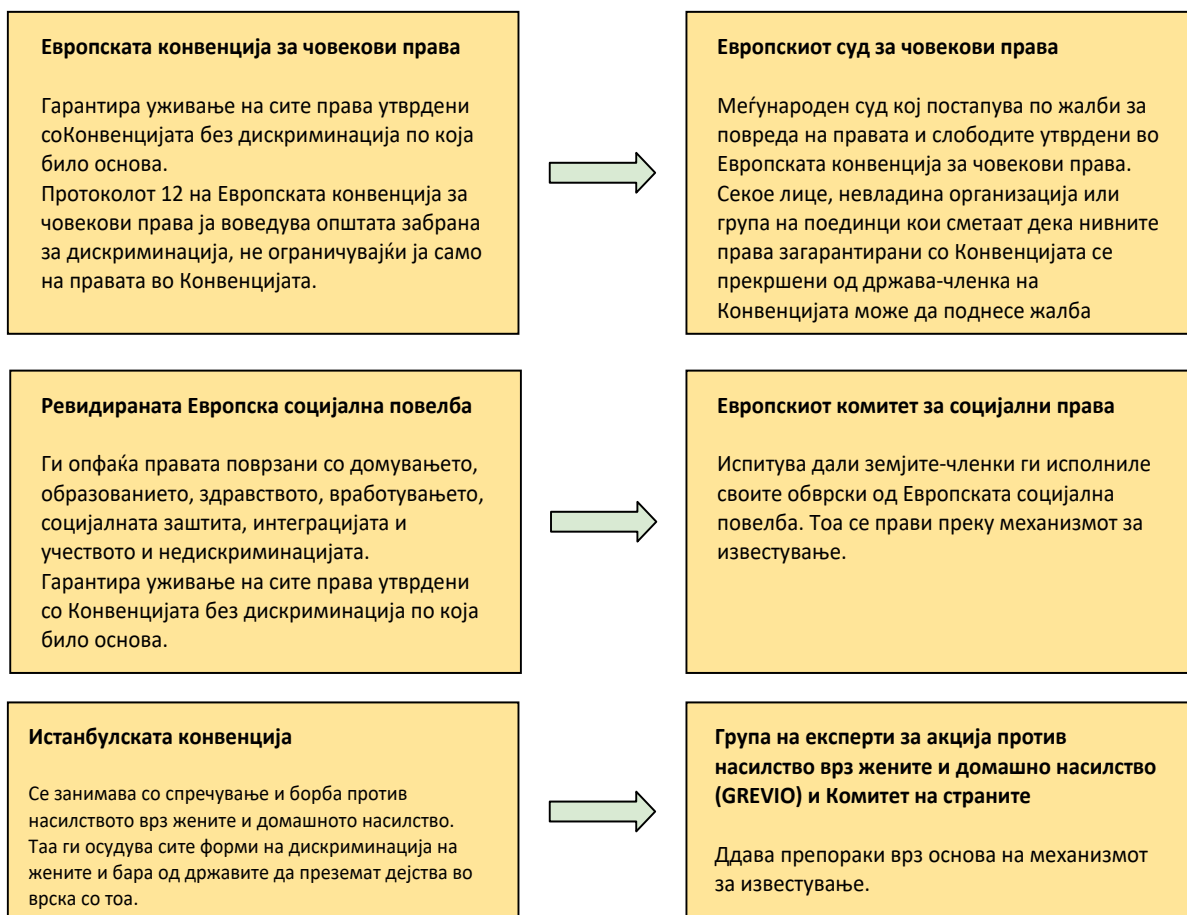 Европската конвенција за човекови права
Гарантира уживање на сите права утврдени
соКонвенцијата без дискриминација по која
било основа.
Протоколот 12 на Европската конвенција за
човекови права ја воведува општата забрана
за дискриминација, не ограничувајќи ја само
на правата во Конвенцијата.
Европскиот суд за човекови права
Меѓународен суд кој постапува по жалби за
повреда на правата и слободите утврдени во
Европската конвенција за човекови права.
Секое лице, невладина организација или
група на поединци кои сметаат дека нивните
права загарантирани со Конвенцијата се
прекршени од држава-членка на
Конвенцијата може да поднесе жалба
Ревидираната Европска социјална повелба
Ги опфаќа правата поврзани со домувањето,
образованието, здравството, вработувањето,
социјалната заштита, интеграцијата и
учеството и недискриминацијата.
Гарантира уживање на сите права утврдени
со Конвенцијата без дискриминација по која
било основа.
Европскиот комитет за социјални права
Испитува дали земјите-членки ги исполниле
своите обврски од Европската социјална
повелба. Тоа се прави преку механизмот за
известување.
Истанбулската конвенција
Се занимава со спречување и борба против
насилството врз жените и домашното насилство.
Таа ги осудува сите форми на дискриминација на
жените и бара од државите да преземат дејства во
врска со тоа.
Група на експерти за акција против
насилство врз жените и домашно насилство
(GREVIO) и Комитет на страните
Ддава препораки врз основа на механизмот
за известување.